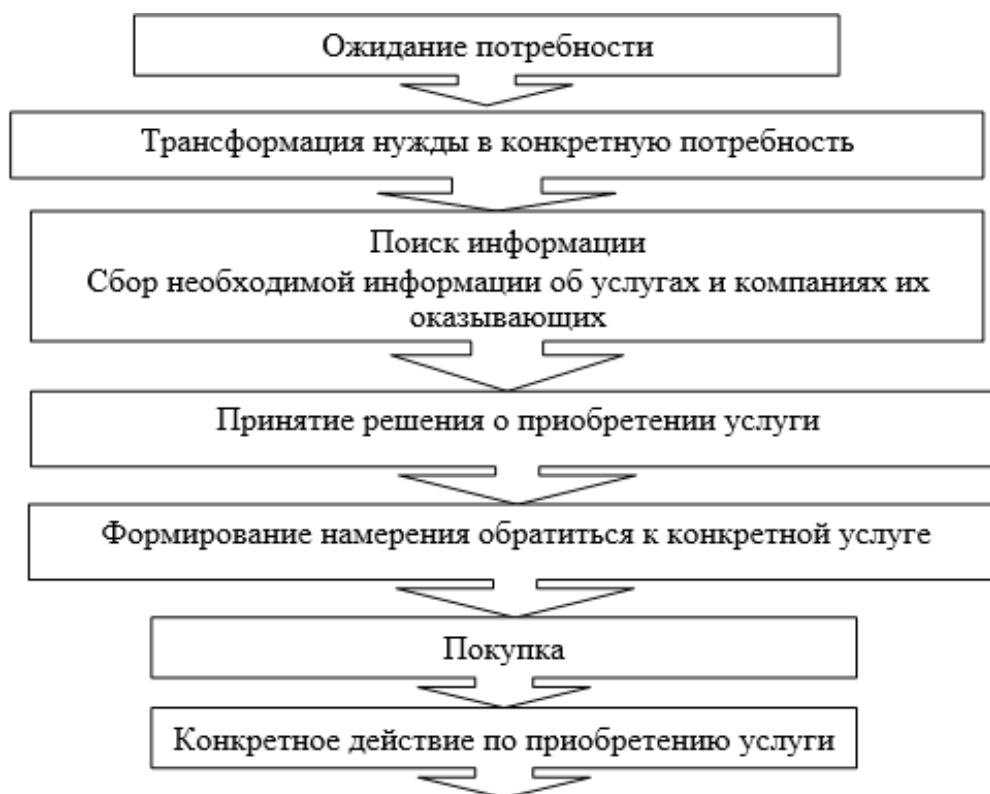 Ожидание потребности
Трансформация нужды в конкретную потребность
Поиск информации
Сбор необходимой информации об услугах и компаниях их
оказывающих
Принятие решения о приобретении услуги
Формирование намерения обратиться к конкретной услуге
Покупка
Конкретное действие по приобретению услуги